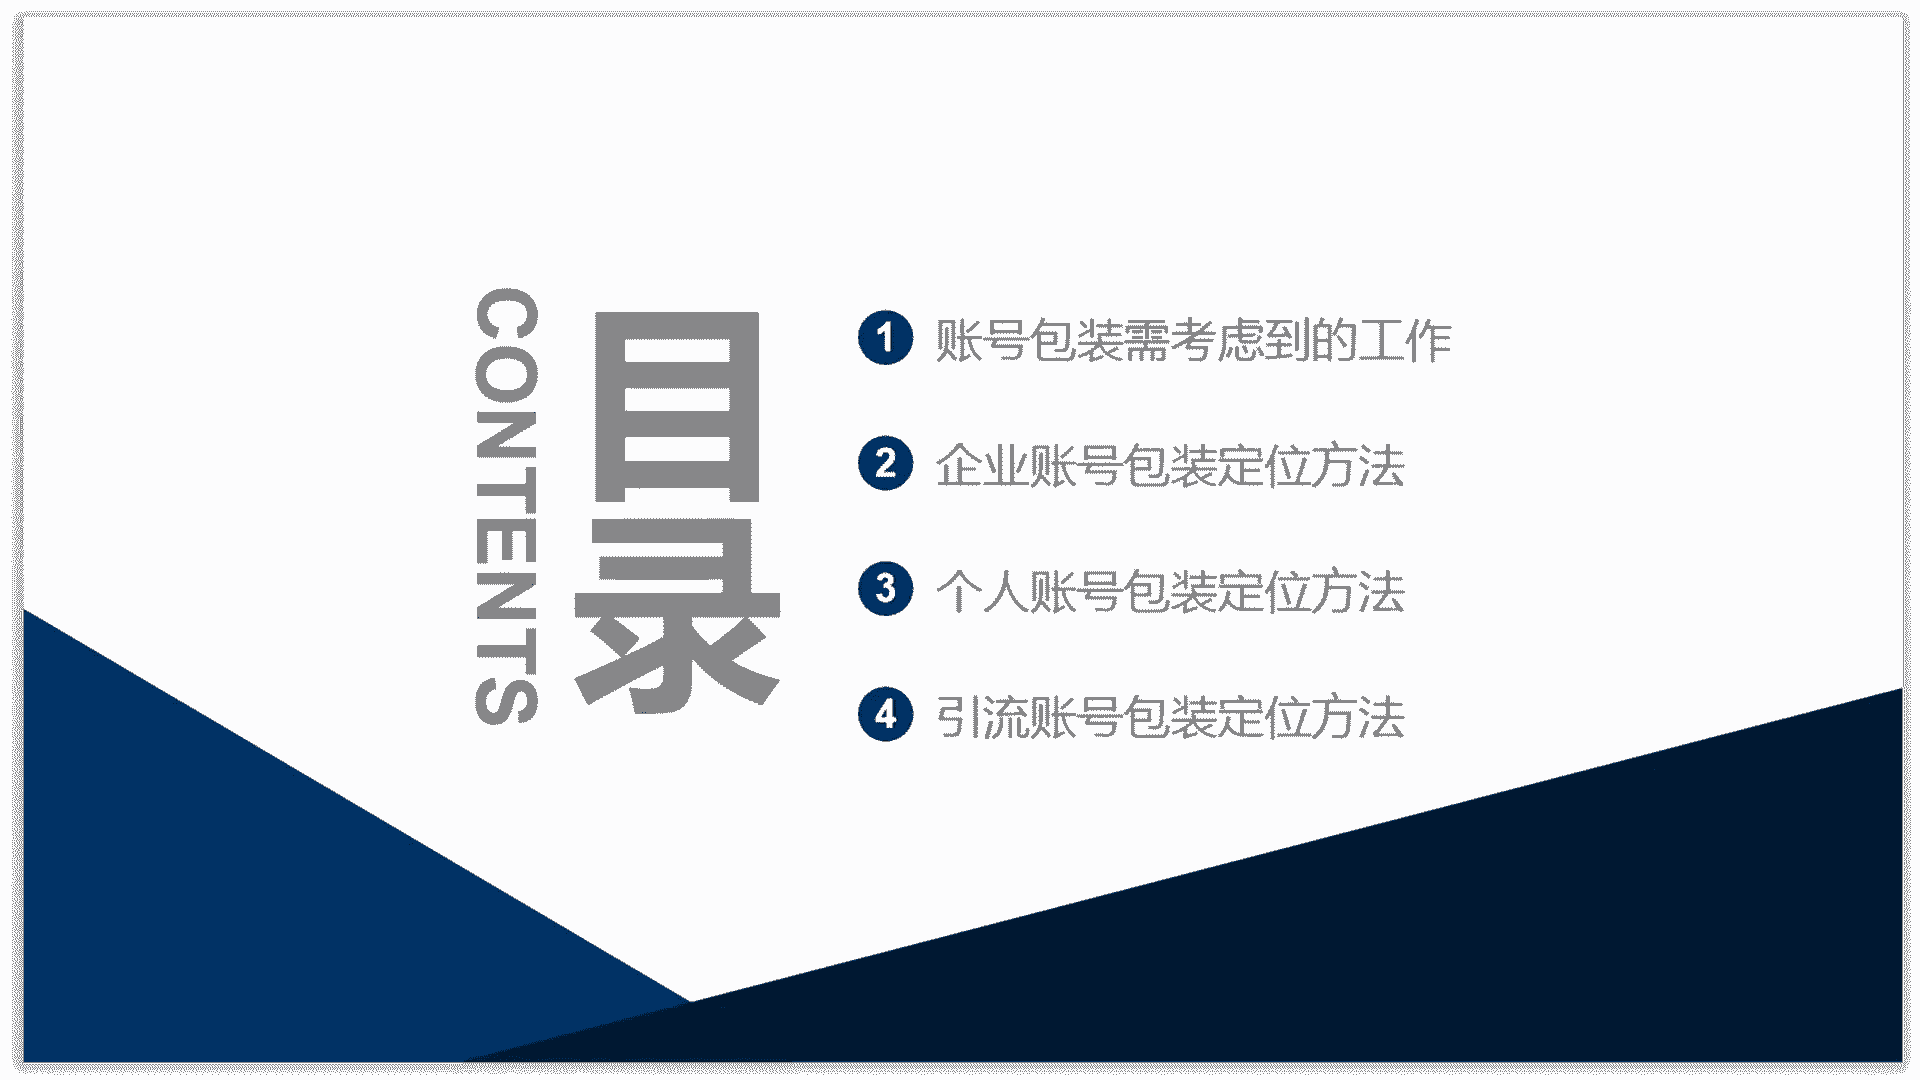 CONTENTS
目录
1 账号包装需考虑到的工作
2 企业账号包装定位方法
3 个人账号包装定位方法
4 引流账号包装定位方法